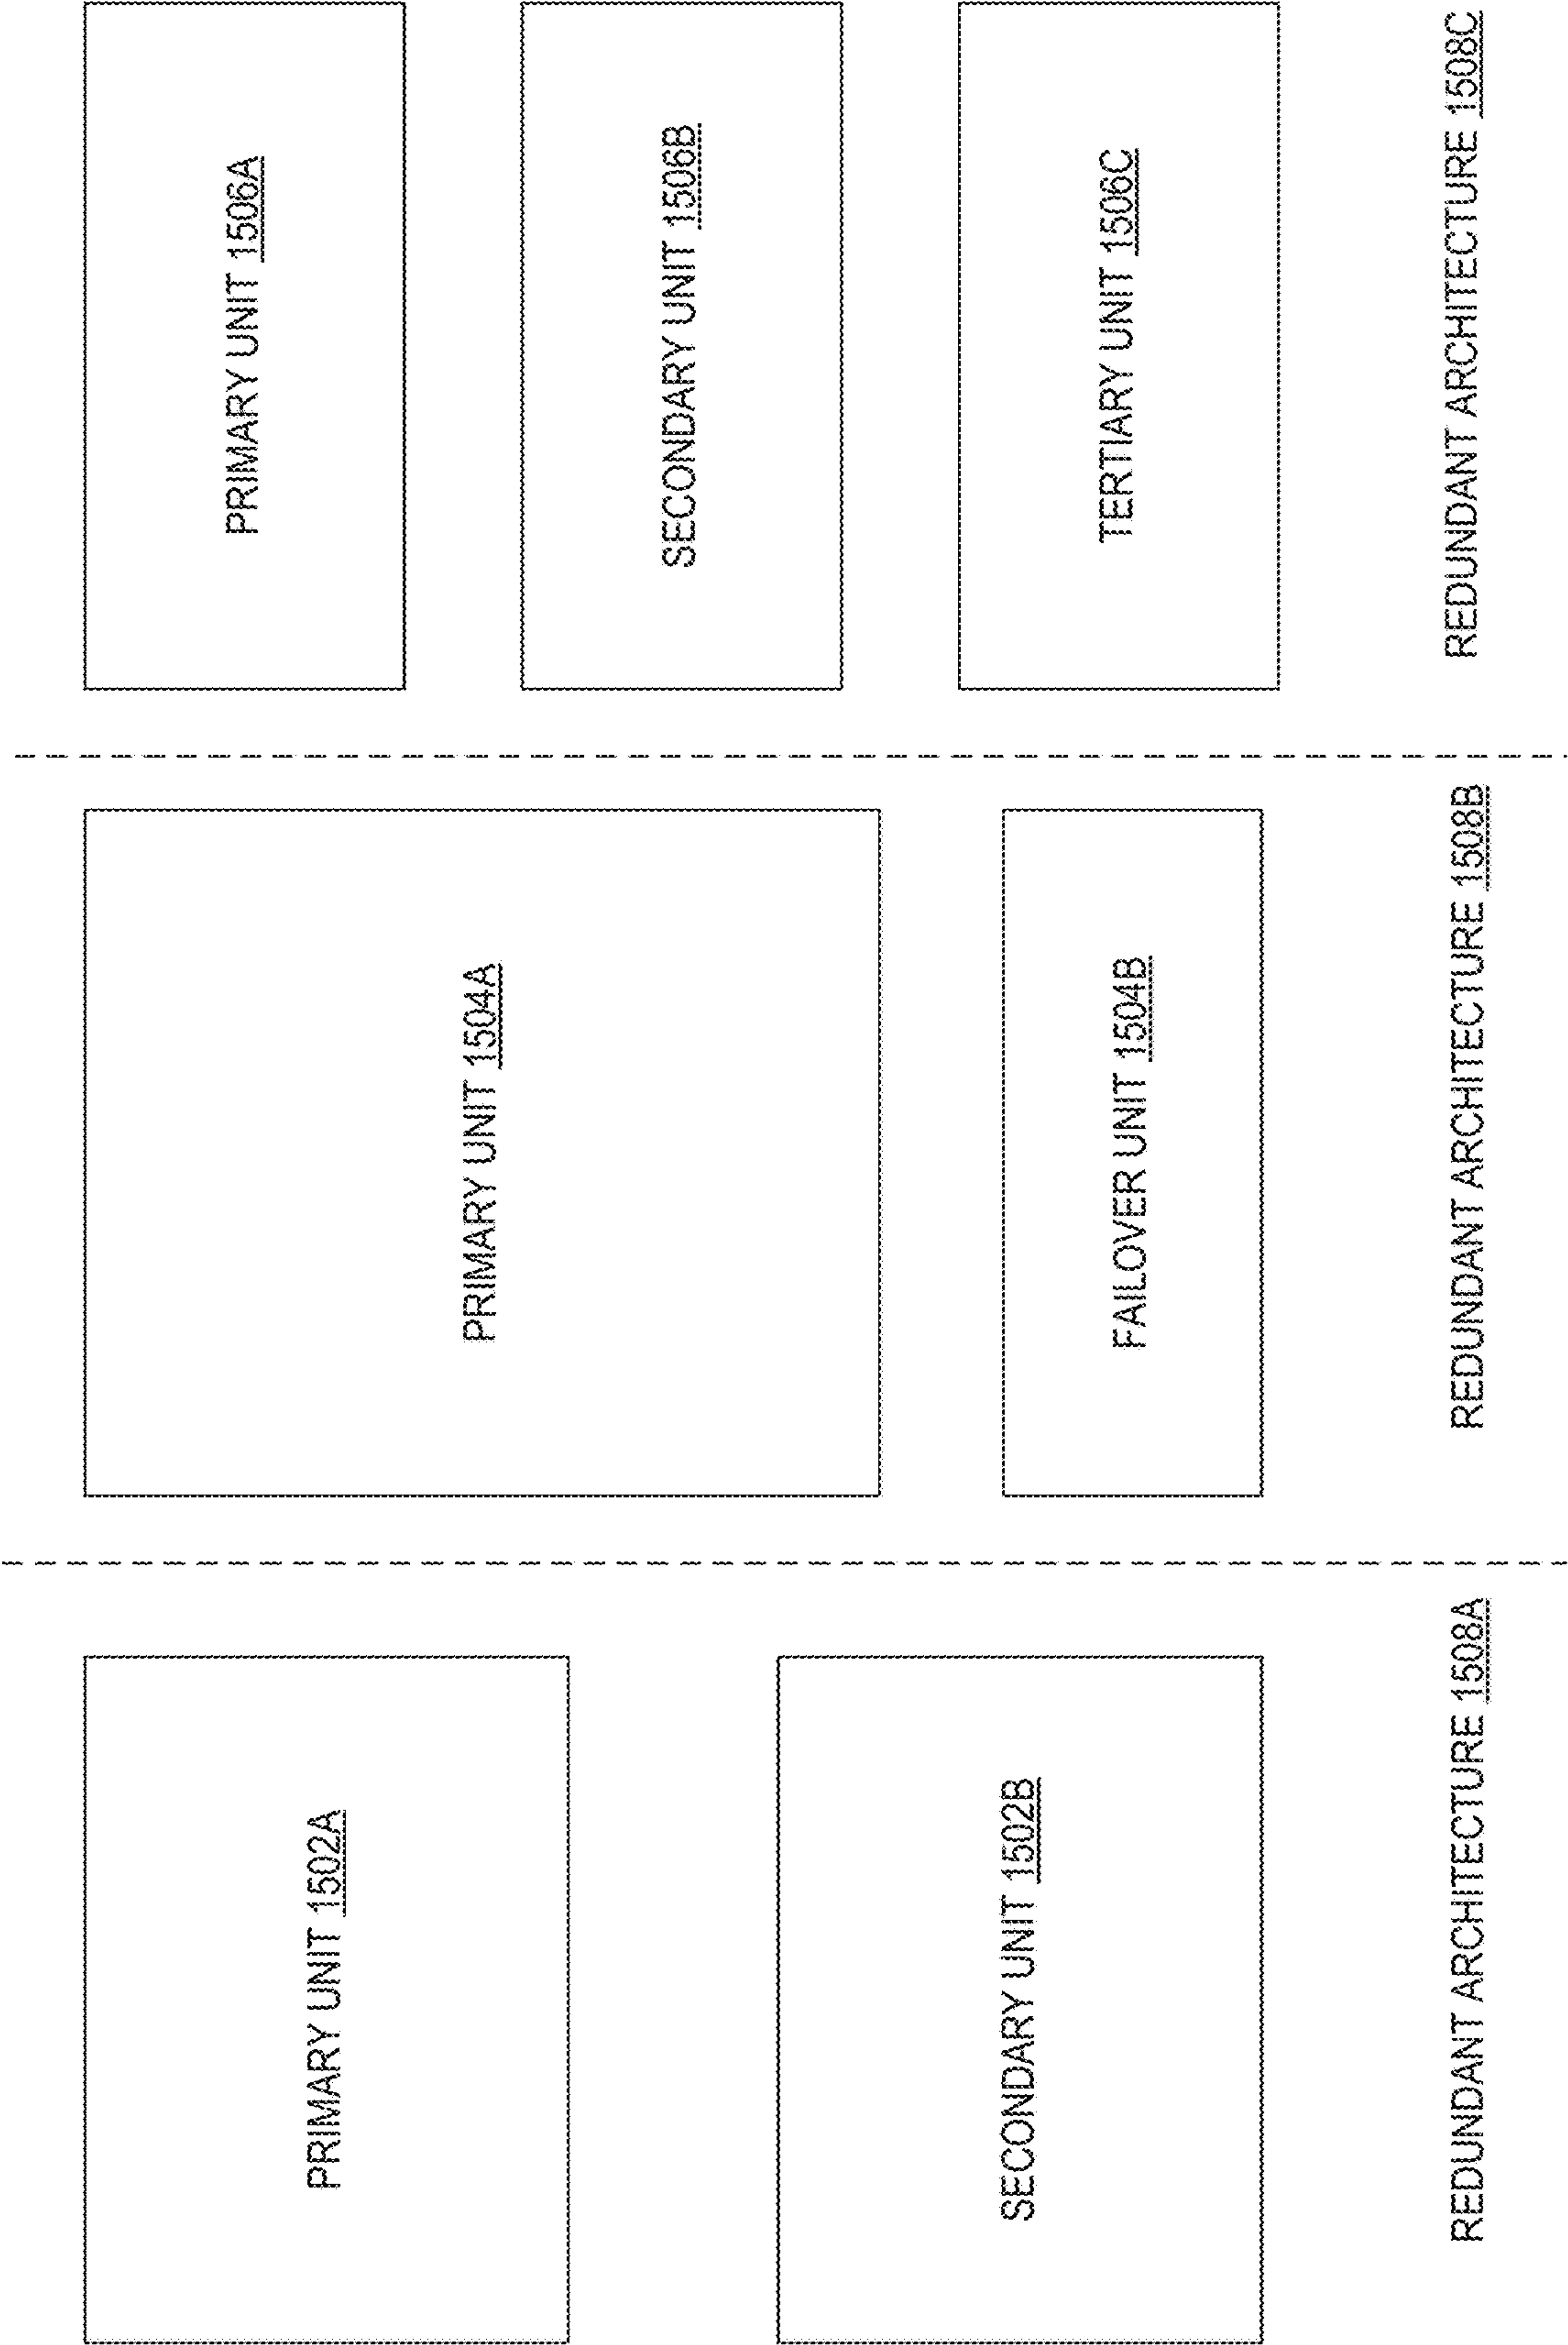 PRIMARY UNIT 1502A
SECONDARY UNIT 1502B
REDUNDANT ARCHITECTURE 1508A
PRIMARY UNIT 1504A
FAILOVER UNIT 1504B
REDUNDANT ARCHITECTURE 1508B
PRIMARY UNIT 1506A
SECONDARY UNIT 1506B
TERTIARY UNIT 1506C
REDUNDANT ARCHITECTURE 1508C